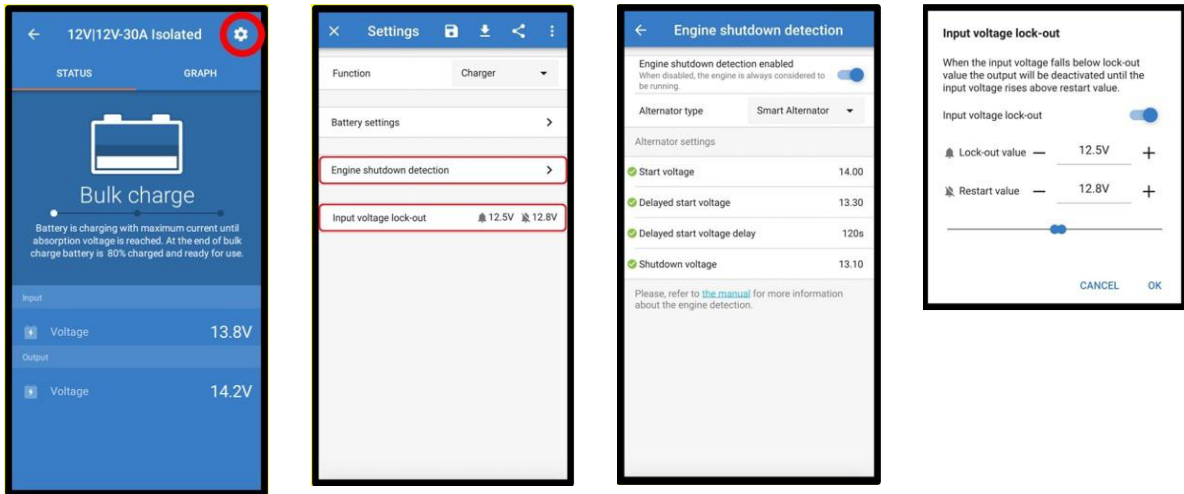 12V|12V-30A Isolated
STATUS
GRAPH
Bulk charge
Battery is charging with maximum current until
absorption voltage is reached. At the end of bulk
charge battery is 80% charged and ready for use.
Input
Voltage 13.8V
Output
Voltage 14.2V
Settings
Function Charger
Battery settings
Engine shutdown detection
Input voltage lock-out 12.5V 12.8V
Engine shutdown detection
Engine shutdown detection enabled
When disabled, the engine is always considered to
be running.
Alternator type Smart Alternator
Alternator settings
Start voltage 14.00
Delayed start voltage 13.30
Delayed start voltage delay 120s
Shutdown voltage 13.10
Please, refer to the manual for more information
about the engine detection.
Input voltage lock-out
When the input voltage falls below lock-out
value the output will be deactivated until the
input voltage rises above restart value.
Input voltage lock-out
Lock-out value — 12.5V +
Restart value — 12.8V +
CANCEL OK